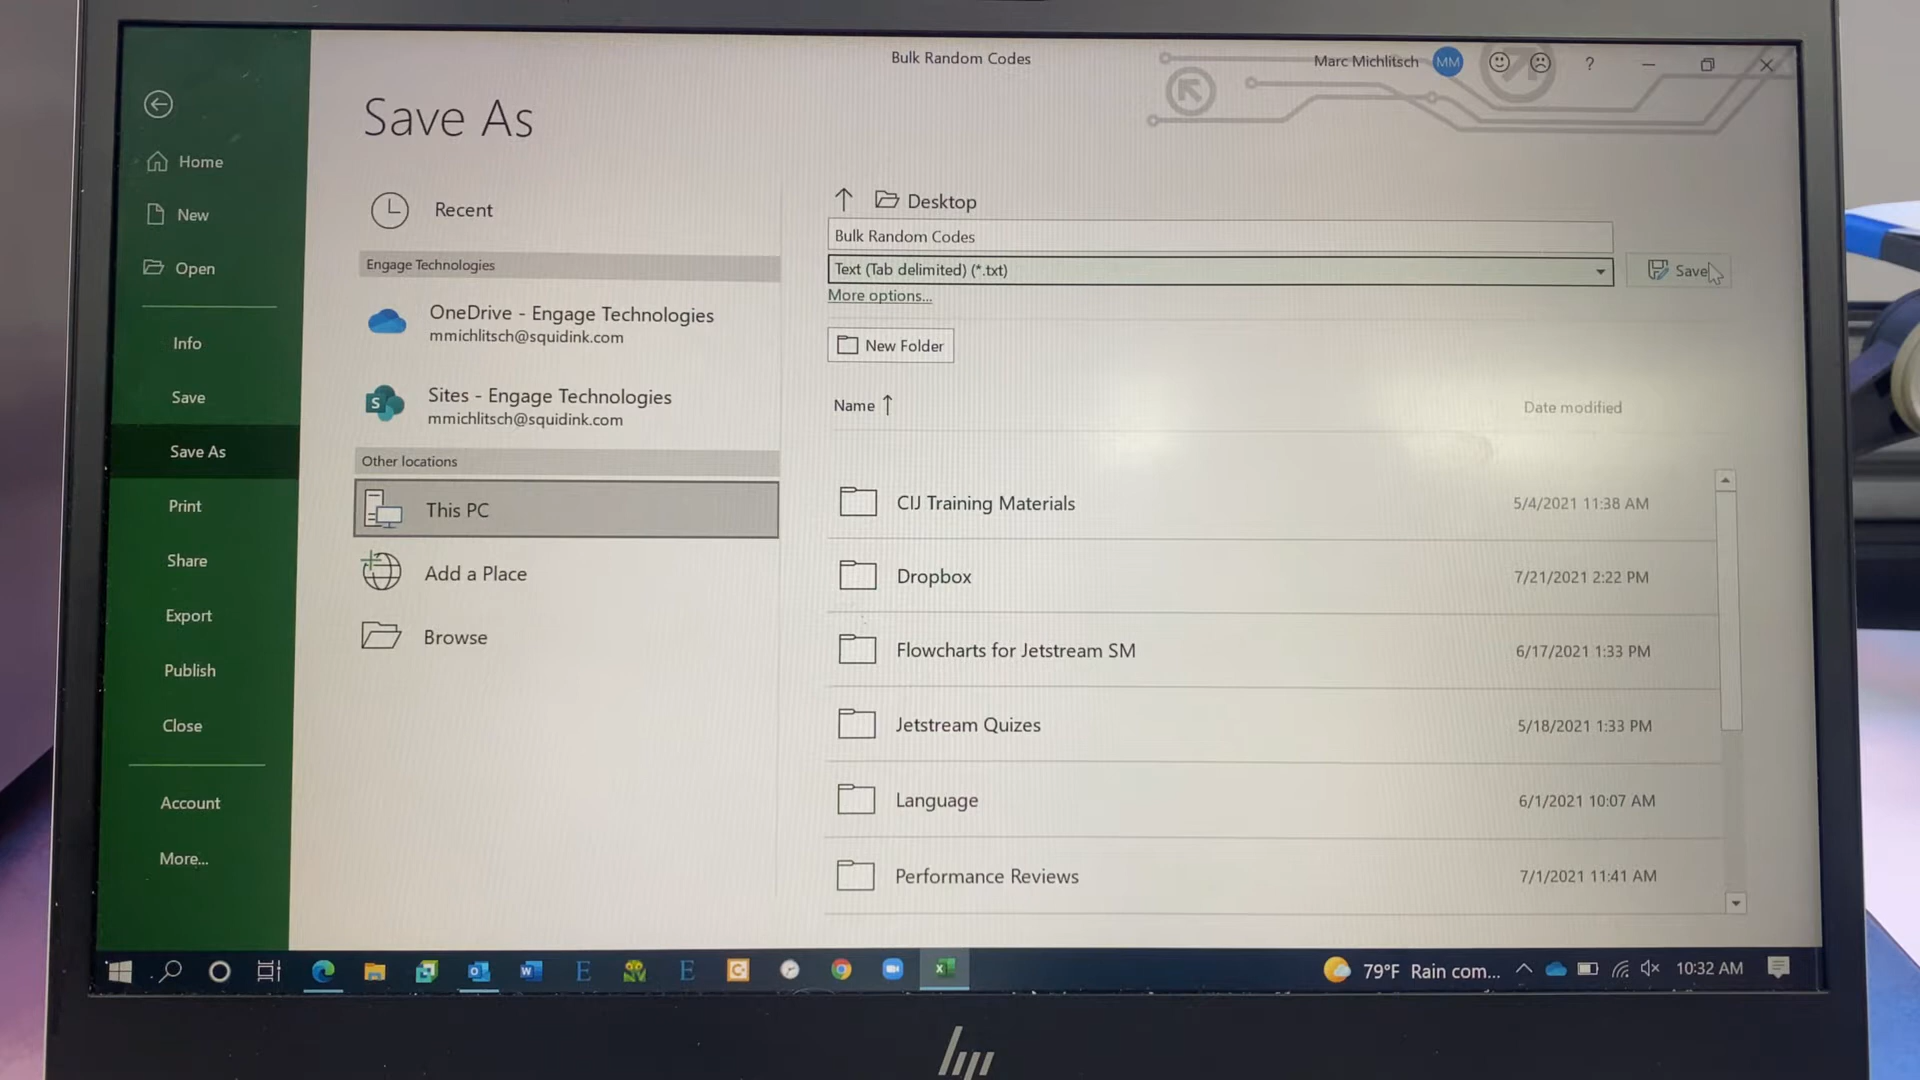 Bulk Random Codes
Marc Michlitsch
MM
?
Save As
Home
New
Open
Info
Save
Save As
Print
Share
Export
Publish
Close
Account
More...
Recent
Engage Technologies
OneDrive - Engage Technologies
mmichlitsch@squidink.com
Sites - Engage Technologies
mmichlitsch@squidink.com
Other locations
This PC
Add a Place
Browse
Desktop
Bulk Random Codes
Text (Tab delimited) (*.txt)
Save
More options...
New Folder
Name
Date modified
CIJ Training Materials 5/4/2021 11:38 AM
Dropbox 7/21/2021 2:22 PM
Flowcharts for Jetstream SM 6/17/2021 1:33 PM
Jetstream Quizes 5/18/2021 1:33 PM
Language 6/1/2021 10:07 AM
Performance Reviews 7/1/2021 11:41 AM
79°F Rain com... 10:32 AM
hp